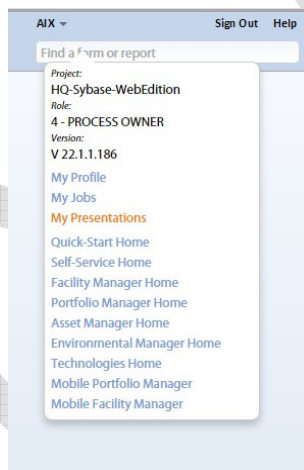 AIX Sign Out Help
Find a form or report
Project:
HQ-Sybase-WebEdition
Role:
4 - PROCESS OWNER
Version:
V 22.1.1.186
My Profile
My Jobs
My Presentations
Quick-Start Home
Self-Service Home
Facility Manager Home
Portfolio Manager Home
Asset Manager Home
Environmental Manager Home
Technologies Home
Mobile Portfolio Manager
Mobile Facility Manager